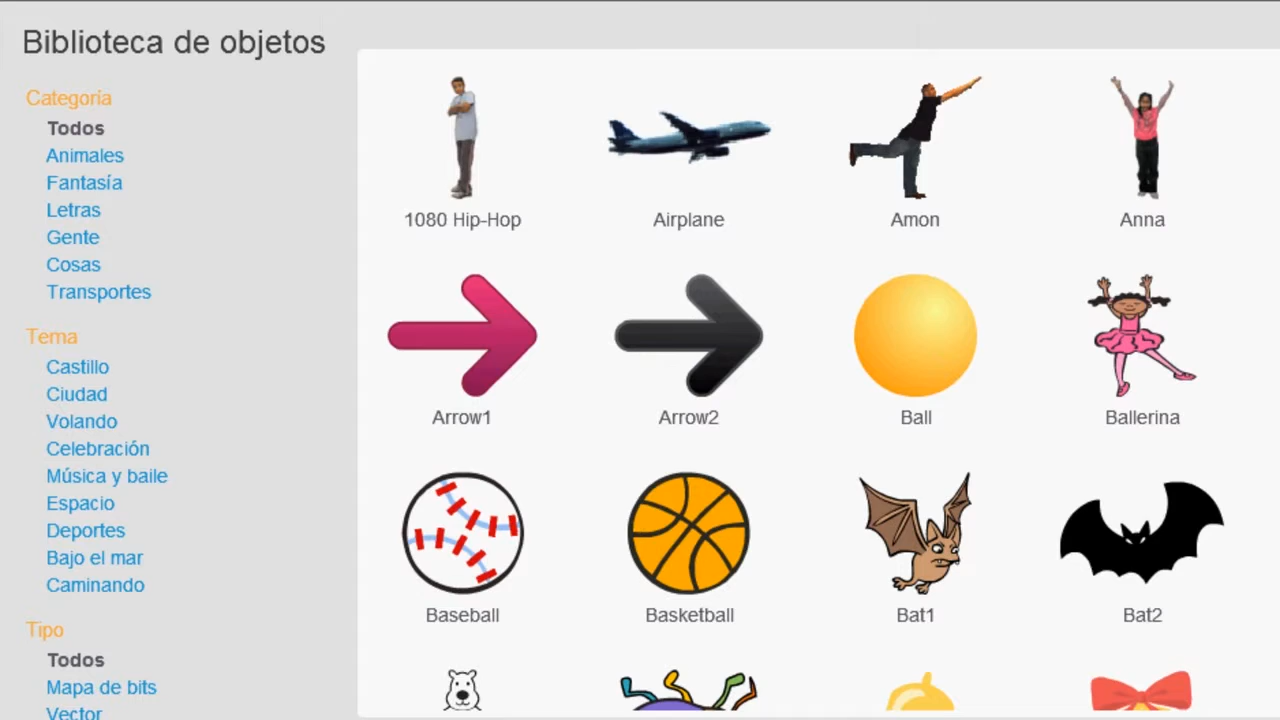 Biblioteca de objetos
Categoría
Todos
Animales
Fantasía
Letras
Gente
Cosas
Transportes
Tema
Castillo
Ciudad
Volando
Celebración
Música y baile
Espacio
Deportes
Bajo el mar
Caminando
Tipo
Todos
Mapa de bits
Vector
1080 Hip-Hop
Airplane
Amon
Anna
Arrow1
Arrow2
Ball
Ballerina
Baseball
Basketball
Bat1
Bat2